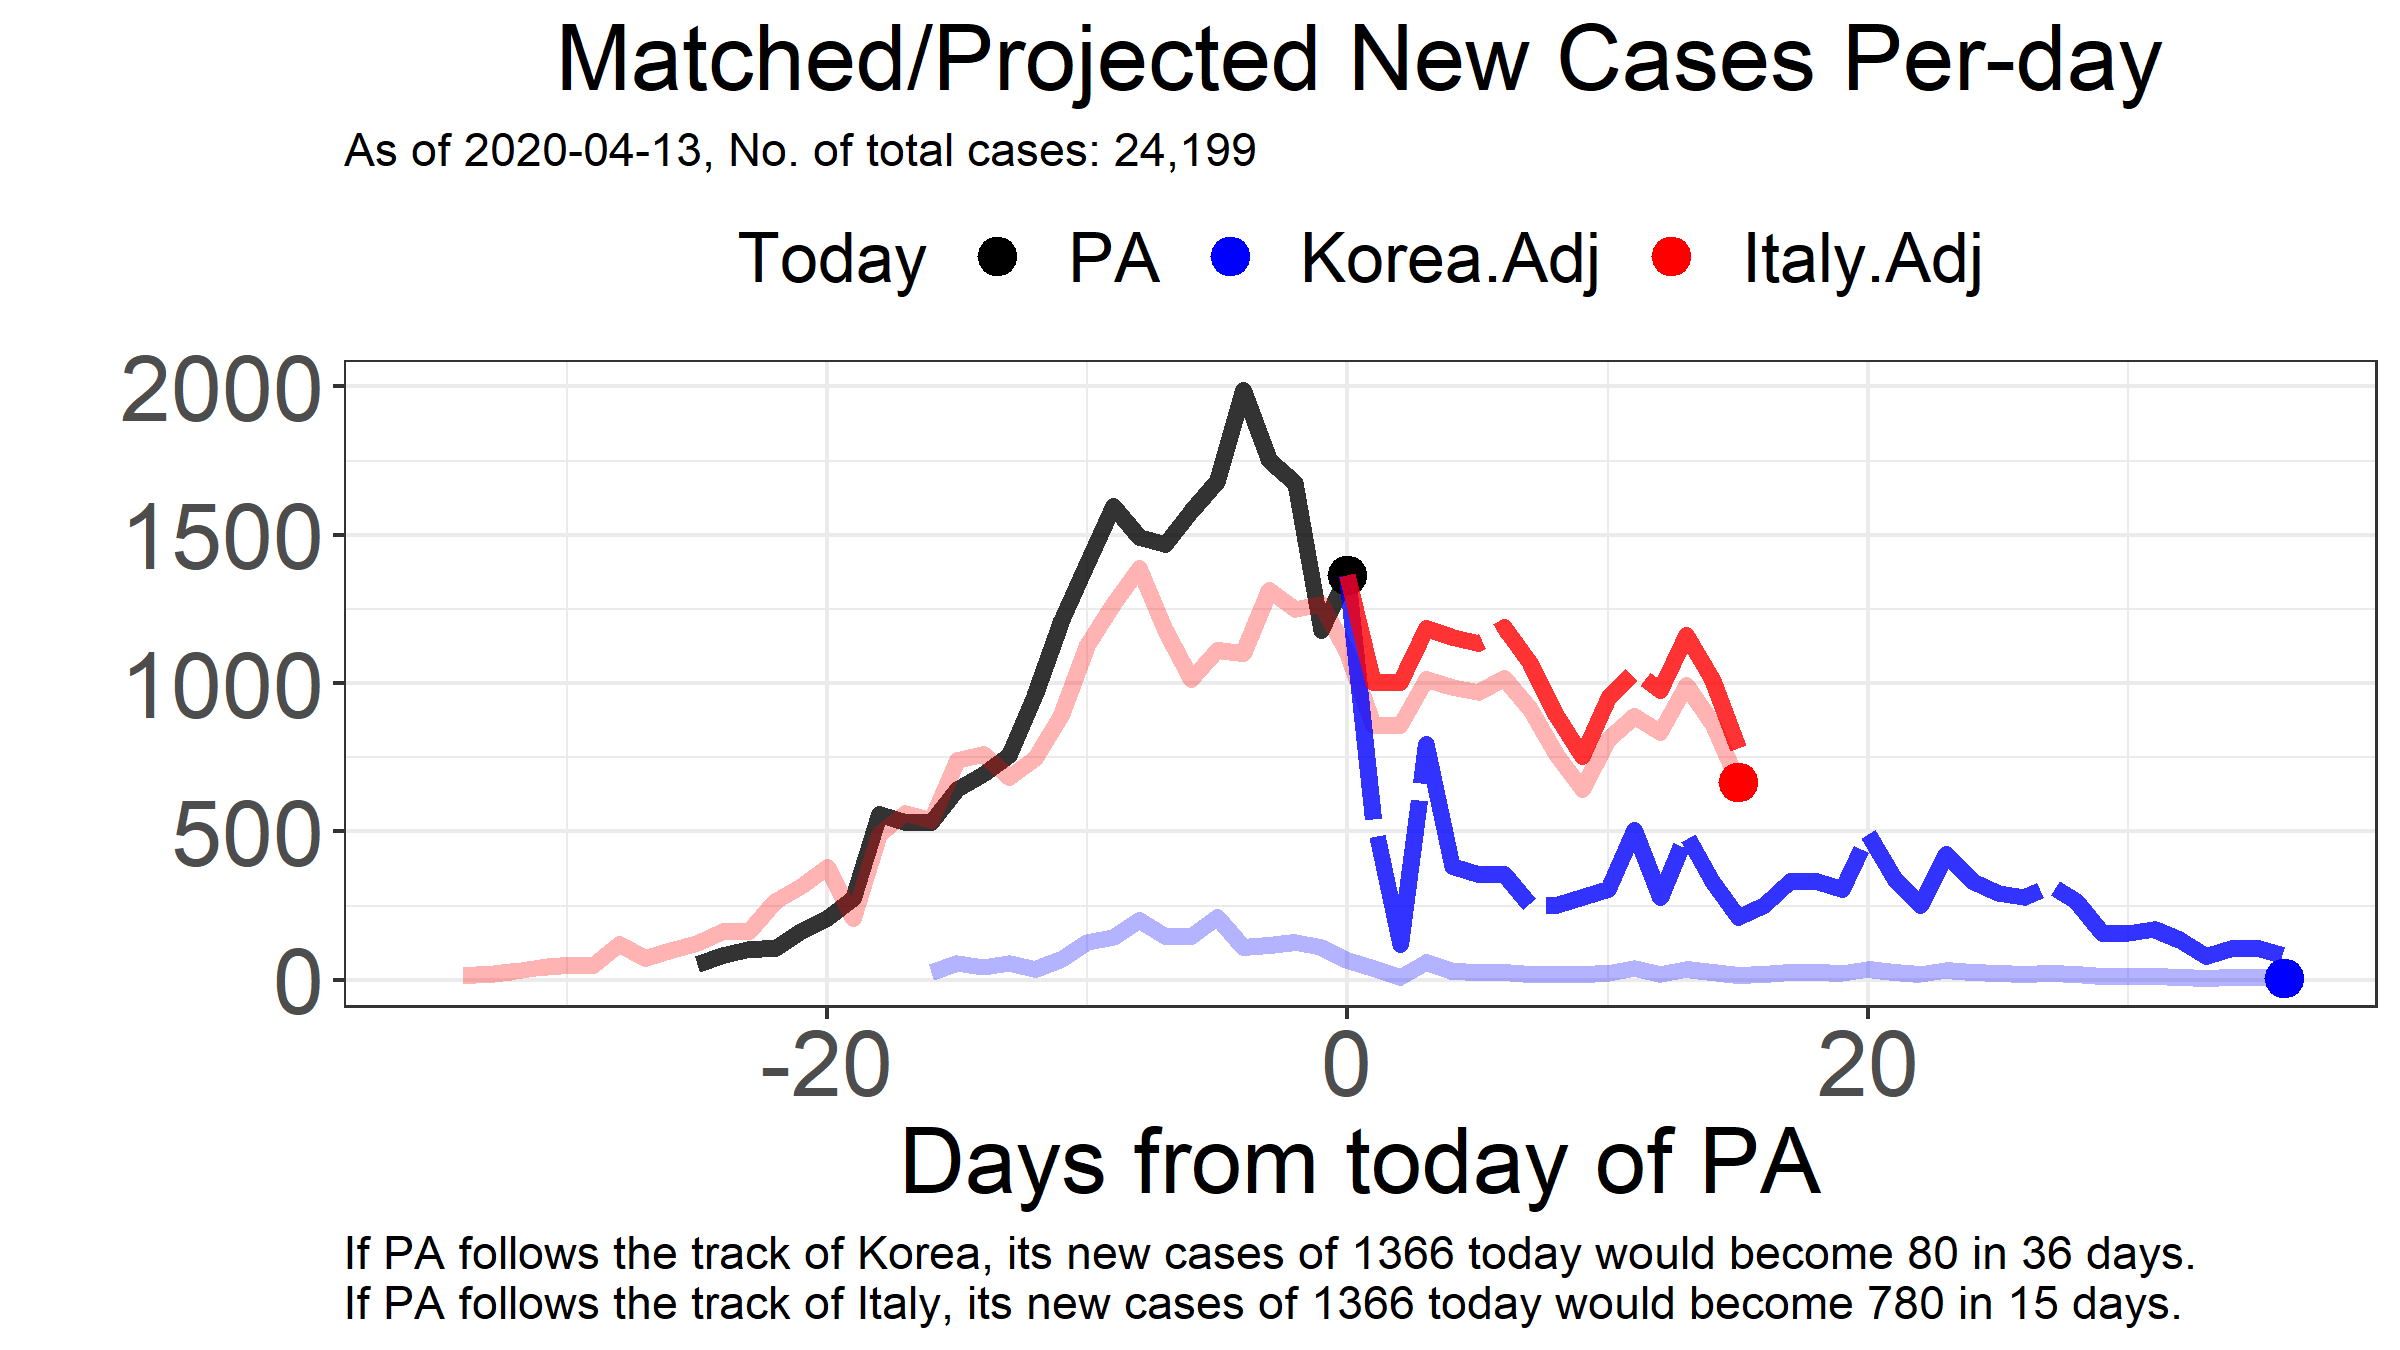 Matched/Projected New Cases Per-day
As of 2020-04-13, No. of total cases: 24,199
Today PA Korea.Adj Italy.Adj
2000
1500
1000
500
0
-20 0 20
Days from today of PA
If PA follows the track of Korea, its new cases of 1366 today would become 80 in 36 days.
If PA follows the track of Italy, its new cases of 1366 today would become 780 in 15 days.